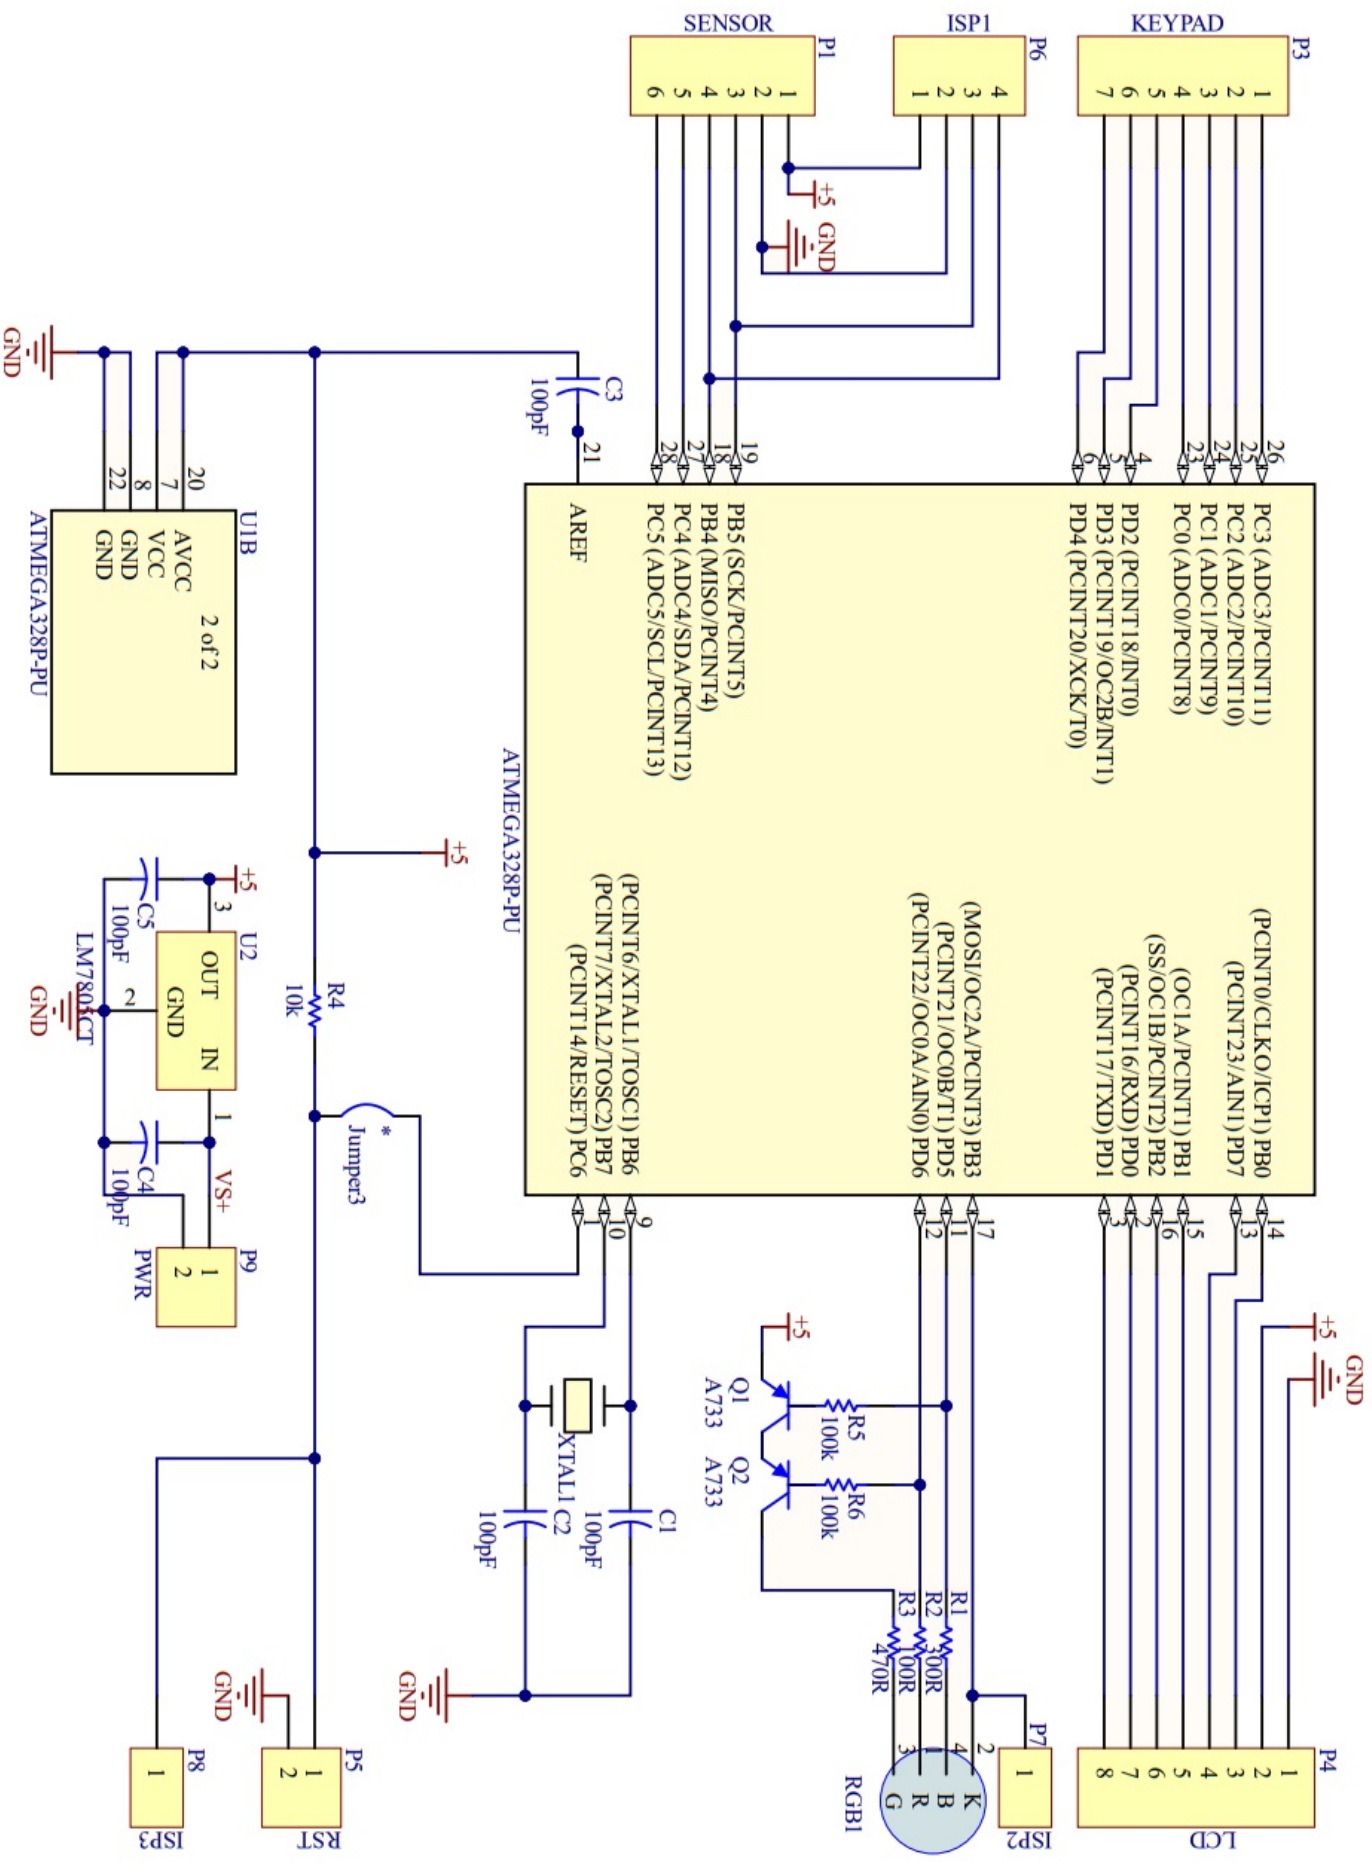 SENSOR
P1
6
5
4
3
2
1
ISP1
P6
1
2
3
4
KEYPAD
P3
7
6
5
4
3
2
1
+5
GND
GND
C3
100pF
21
28
27
18
19
6
5
4
23
24
25
26
AREF
PC5 (ADC5/SCL/PCINT13)
PC4 (ADC4/SDA/PCINT12)
PB4 (MISO/PCINT4)
PB5 (SCK/PCINT5)
PD4 (PCINT20/XCK/T0)
PD3 (PCINT19/OC2B/INT1)
PD2 (PCINT18/INT0)
PC0 (ADC0/PCINT8)
PC1 (ADC1/PCINT9)
PC2 (ADC2/PCINT10)
PC3 (ADC3/PCINT11)
22
8
7
20
GND
GND
VCC
AVCC
2 of 2
U1B
ATMEGA328P-PU
ATMEGA328P-PU
+5
+5
3
C5
100pF
U2
OUT
GND
IN
LM7805CT
2
GND
1
C4
100pF
VS+
P9
1
2
PWR
R4
10k
*
Jumper3
(PCINT14/RESET) PC6
(PCINT7/XTAL2/TOSC2) PB7
(PCINT6/XTAL1/TOSC1) PB6
(PCINT22/OC0A/AIN0) PD6
(PCINT21/OC0B/T1) PD5
(MOSI/OC2A/PCINT3) PB3
(PCINT17/TXD) PD1
(PCINT16/RXD) PD0
(SS/OC1B/PCINT2) PB2
(OC1A/PCINT1) PB1
(PCINT23/AIN1) PD7
(PCINT0/CLKO/ICP1) PB0
1
10
9
12
11
17
3
2
16
15
13
14
+5
GND
+5
Q1
A733
R5
100k
Q2
A733
R6
100k
XTAL1
C2
100pF
C1
100pF
GND
R3
470R
R2
100R
R1
300R
3
1
4
2
G
R
B
K
RGB1
P7
1
ISP2
P4
8
7
6
5
4
3
2
1
LCD
GND
P5
1
2
RST
P8
1
ISP3